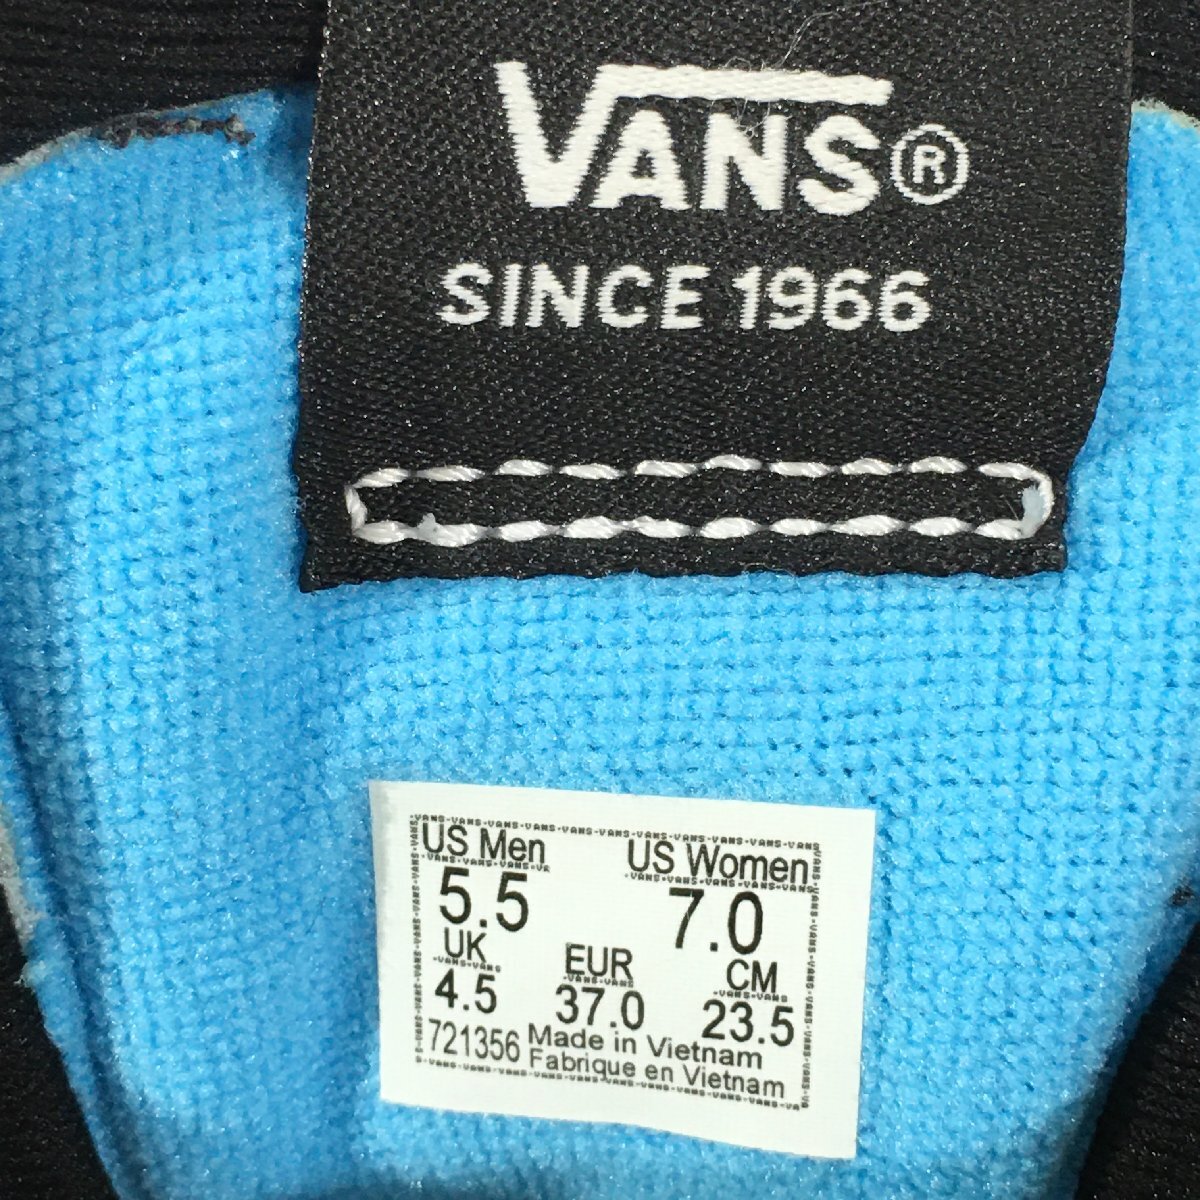 VANS®
SINCE 1966
US Men US Women
5.5 7.0
UK EUR CM
4.5 37.0 23.5
721356 Made in Vietnam
Fabrique en Vietnam